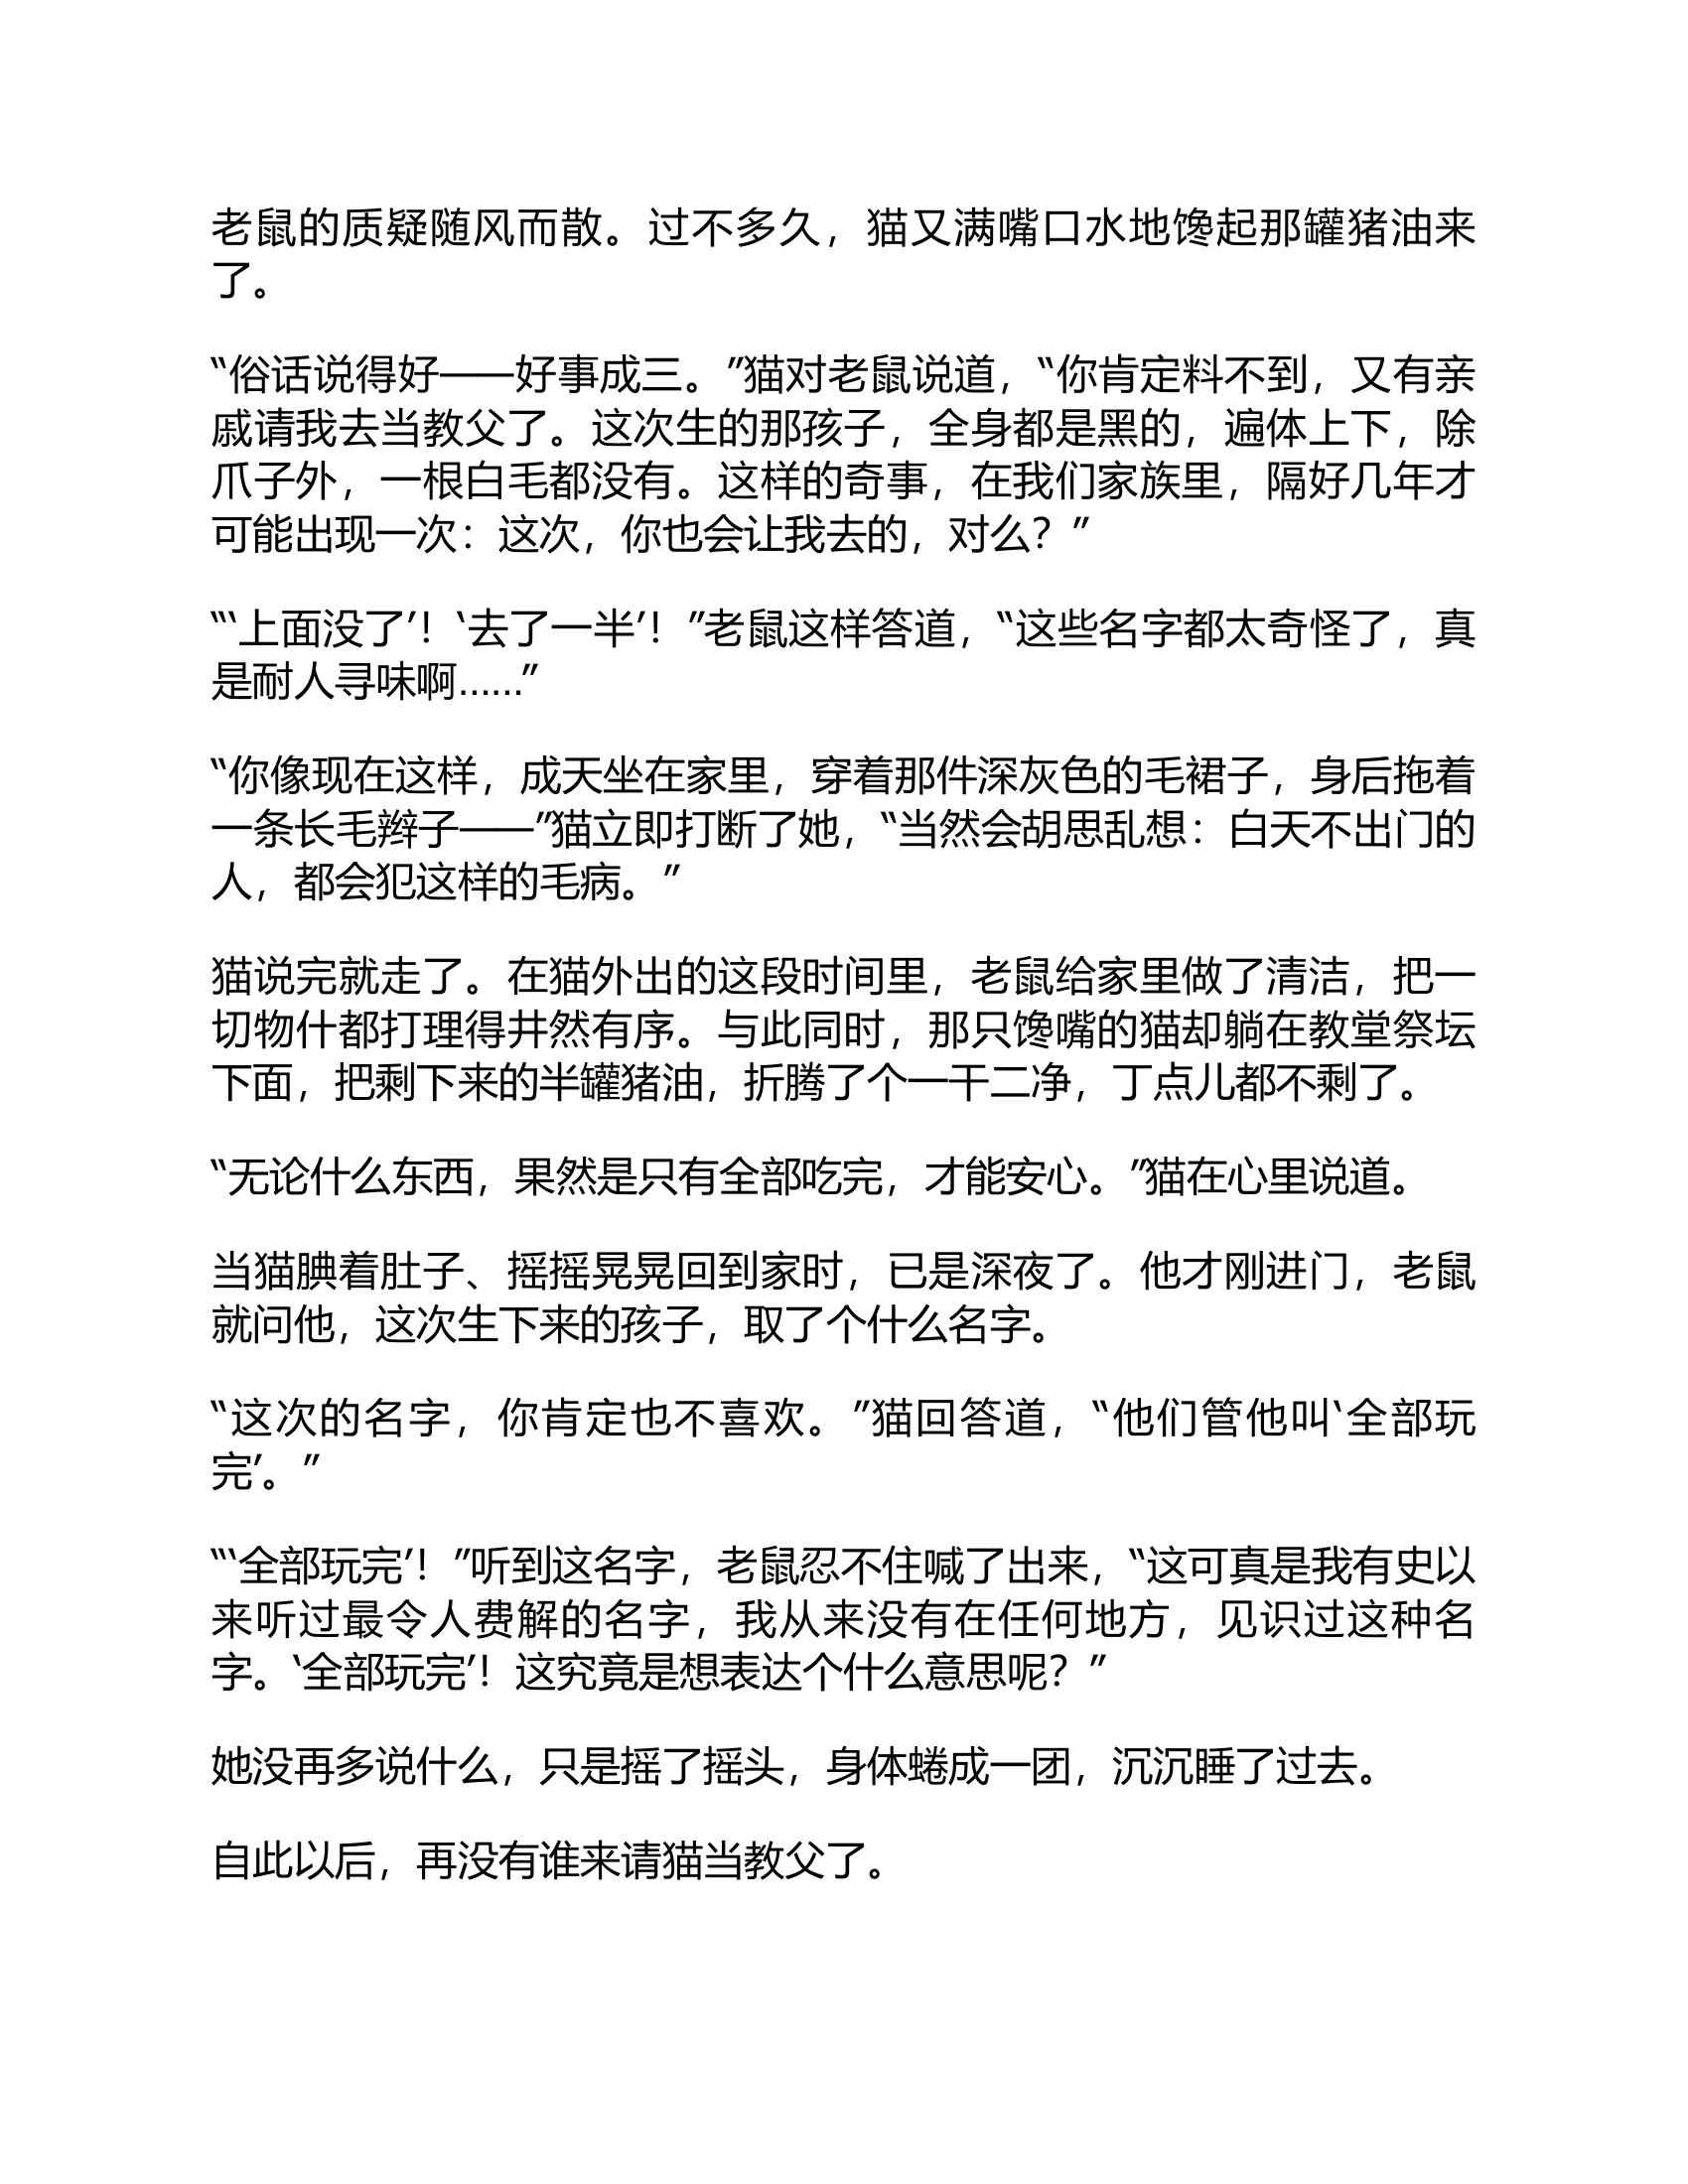 老鼠的质疑随风而散。过不多久，猫又满嘴口水地馋起那罐猪油来
了。
“俗话说得好——好事成三。”猫对老鼠说道，“你肯定料不到，又有亲
戚请我去当教父了。这次生的那孩子，全身都是黑的，遍体上下，除
爪子外，一根白毛都没有。这样的奇事，在我们家族里，隔好几年才
可能出现一次：这次，你也会让我去的，对么？”
“‘上面没了’！‘去了一半’！”老鼠这样答道，“这些名字都太奇怪了，真
是耐人寻味啊……”
“你像现在这样，成天坐在家里，穿着那件深灰色的毛裙子，身后拖着
一条长毛辫子——”猫立即打断了她，“当然会胡思乱想：白天不出门的
人，都会犯这样的毛病。”
猫说完就走了。在猫外出的这段时间里，老鼠给家里做了清洁，把一
切物什都打理得井然有序。与此同时，那只馋嘴的猫却躺在教堂祭坛
下面，把剩下来的半罐猪油，折腾了个一干二净，丁点儿都不剩了。
“无论什么东西，果然是只有全部吃完，才能安心。”猫在心里说道。
当猫腆着肚子、摇摇晃晃回到家时，已是深夜了。他才刚进门，老鼠
就问他，这次生下来的孩子，取了个什么名字。
“这次的名字，你肯定也不喜欢。”猫回答道，“他们管他叫‘全部玩
完’。”
“‘全部玩完’！”听到这名字，老鼠忍不住喊了出来，“这可真是我有史以
来听过最令人费解的名字，我从来没有在任何地方，见识过这种名
字。‘全部玩完’！这究竟是想表达个什么意思呢？”
她没再多说什么，只是摇了摇头，身体蜷成一团，沉沉睡了过去。
自此以后，再没有谁来请猫当教父了。